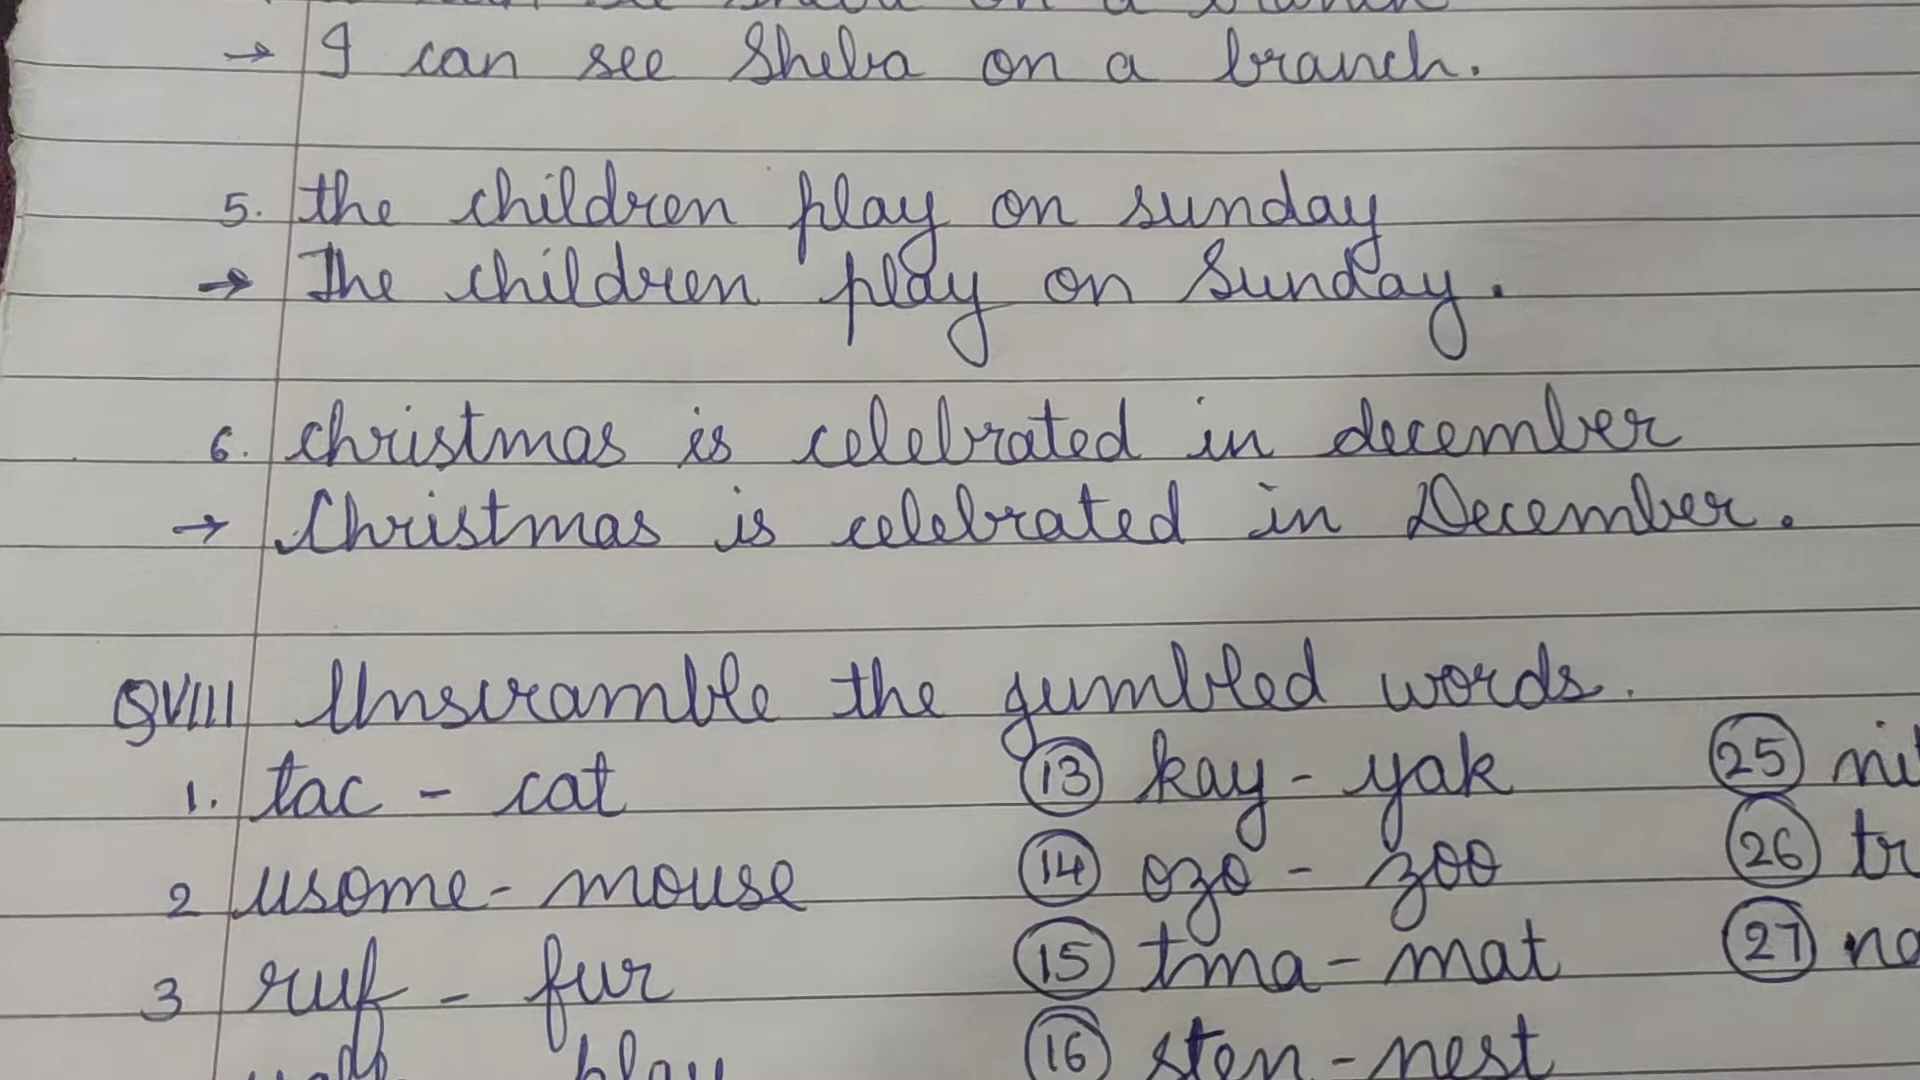 → I can see Sheba on a branch.
5. the children play on sunday
→ The children play on Sunday.
6. christmas is celebrated in december
→ Christmas is celebrated in December.
QVIII Unscramble the gumbled words.
1. tac - cat (13) kay - yak (25)
2 usome - mouse (14) ozo - zoo (26)
3 ruf - fur (15) tma - mat (27)
play (16) sten - nest